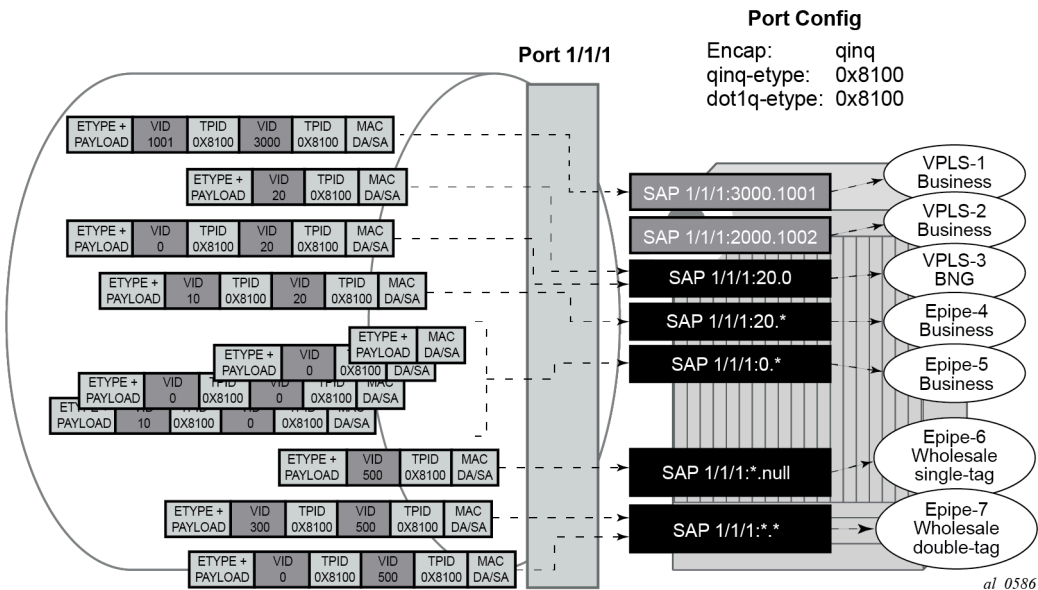 Port Config
Port 1/1/1
Encap: qinq
qinq-etype: 0x8100
dot1q-etype: 0x8100
ETYPE + VID TPID VID TPID MAC
PAYLOAD 1001 0X8100 3000 0X8100 DA/SA
ETYPE + VID TPID MAC
PAYLOAD 20 0X8100 DA/SA
ETYPE + VID TPID VID TPID MAC
PAYLOAD 0 0X8100 20 0X8100 DA/SA
ETYPE + VID TPID VID TPID MAC
PAYLOAD 10 0X8100 20 0X8100 DA/SA
ETYPE + MAC
PAYLOAD DA/SA
ETYPE + VID
PAYLOAD 0 0X8100 DA/SA
ETYPE + VID
PAYLOAD 0 0X8100 0 0X8100 DA/SA
PAYLOAD 10 0X8100 0 0X8100 DA/SA
ETYPE + VID TPID MAC
PAYLOAD 500 0X8100 DA/SA
ETYPE + VID TPID VID TPID MAC
PAYLOAD 300 0X8100 500 0X8100 DA/SA
ETYPE + VID TPID VID TPID MAC
PAYLOAD 0 0X8100 500 0X8100 DA/SA
SAP 1/1/1:3000.1001
SAP 1/1/1:2000.1002
SAP 1/1/1:20.0
SAP 1/1/1:20.*
SAP 1/1/1:0.*
SAP 1/1/1:*.null
SAP 1/1/1:*.*
VPLS-1
Business
VPLS-2
Business
VPLS-3
BNG
Epipe-4
Business
Epipe-5
Business
Epipe-6
Wholesale
single-tag
Epipe-7
Wholesale
double-tag
al_0586